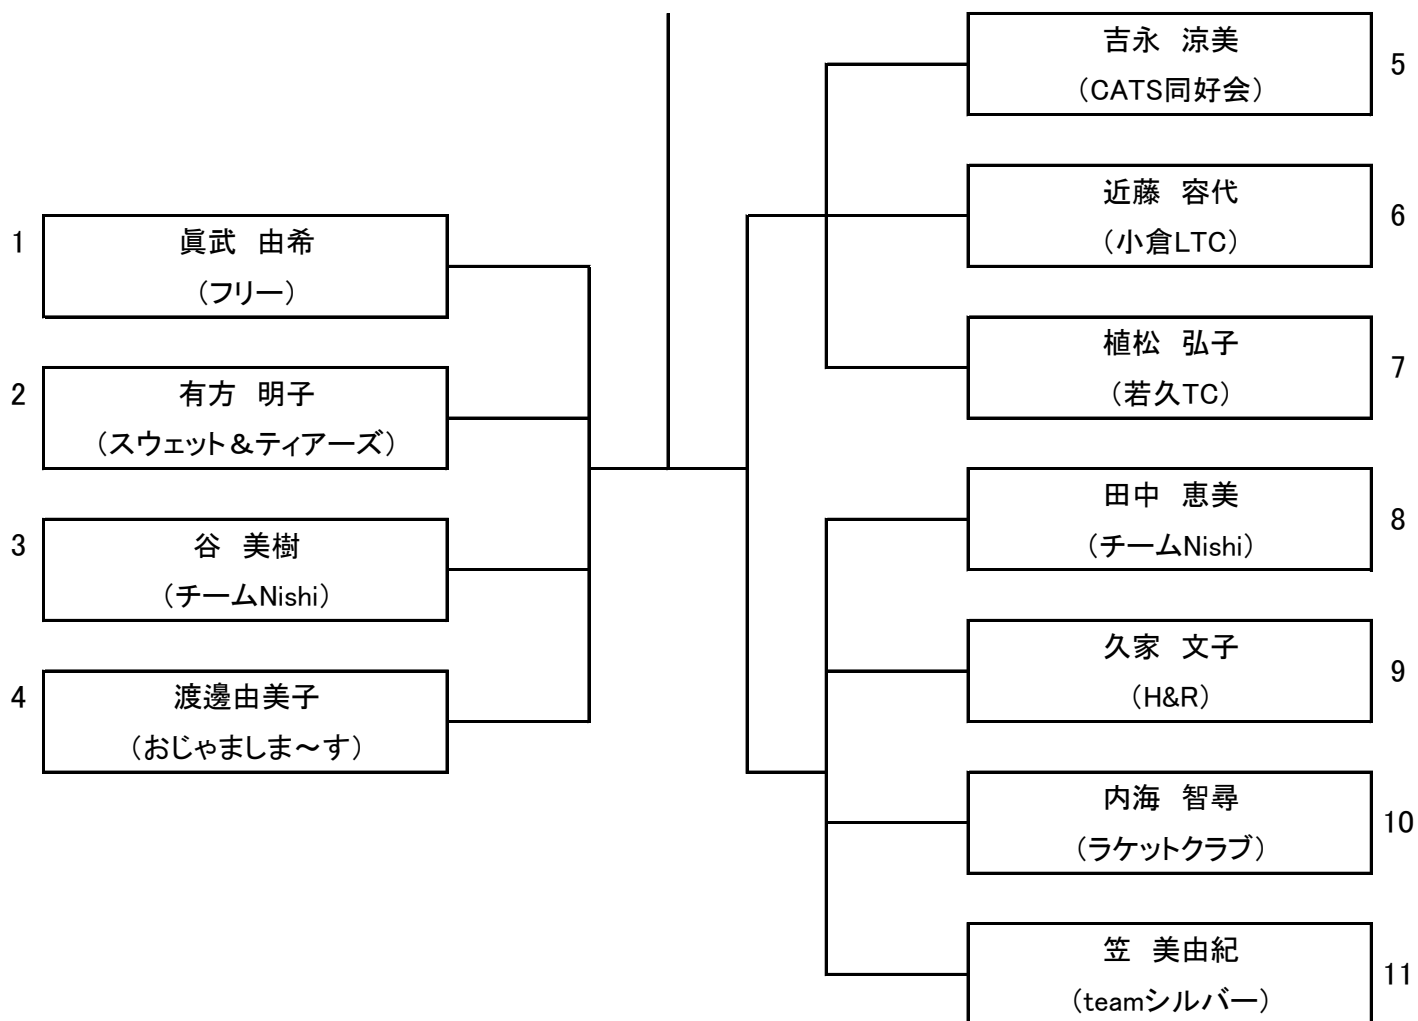 1
眞武　由希
（フリー）
2
有方　明子
（スウェット＆ティアーズ）
3
谷　美樹
（チームNishi）
4
渡邊由美子
（おじゃましま～す）
吉永　涼美
（CATS同好会）
5
近藤　容代
（小倉LTC）
6
植松　弘子
（若久TC）
7
田中　恵美
（チームNishi）
8
久家　文子
（H&R）
9
内海　智尋
（ラケットクラブ）
10
笠　美由紀
（teamシルバー）
11